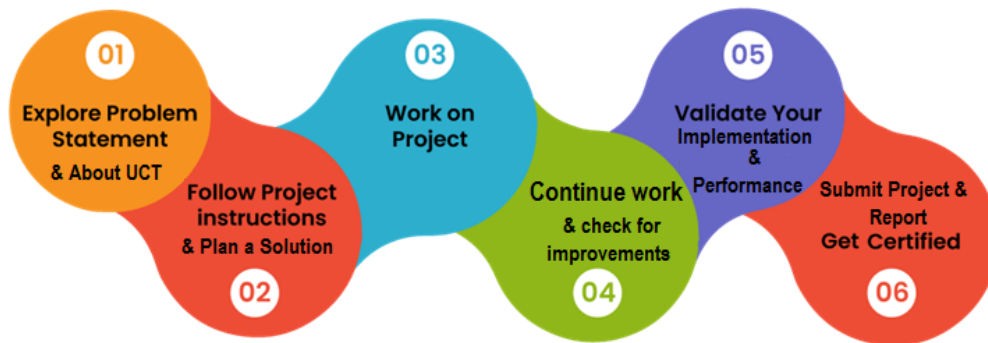 01
Explore Problem
Statement
& About UCT
Follow Project
instructions
& Plan a Solution
02
03
Work on
Project
Continue work
& check for
improvements
04
05
Validate Your
Implementation
&
Performance
Submit Project &
Report
Get Certified
06